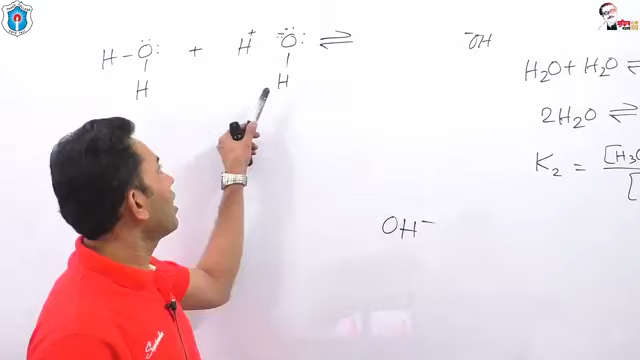 H – Ö: + H⁺ ⁻Ö: ⇌ ⁻OH
H H
H₂O + H₂O ⇌
2H₂O ⇌
K₂ = [H₃O
[
OH⁻